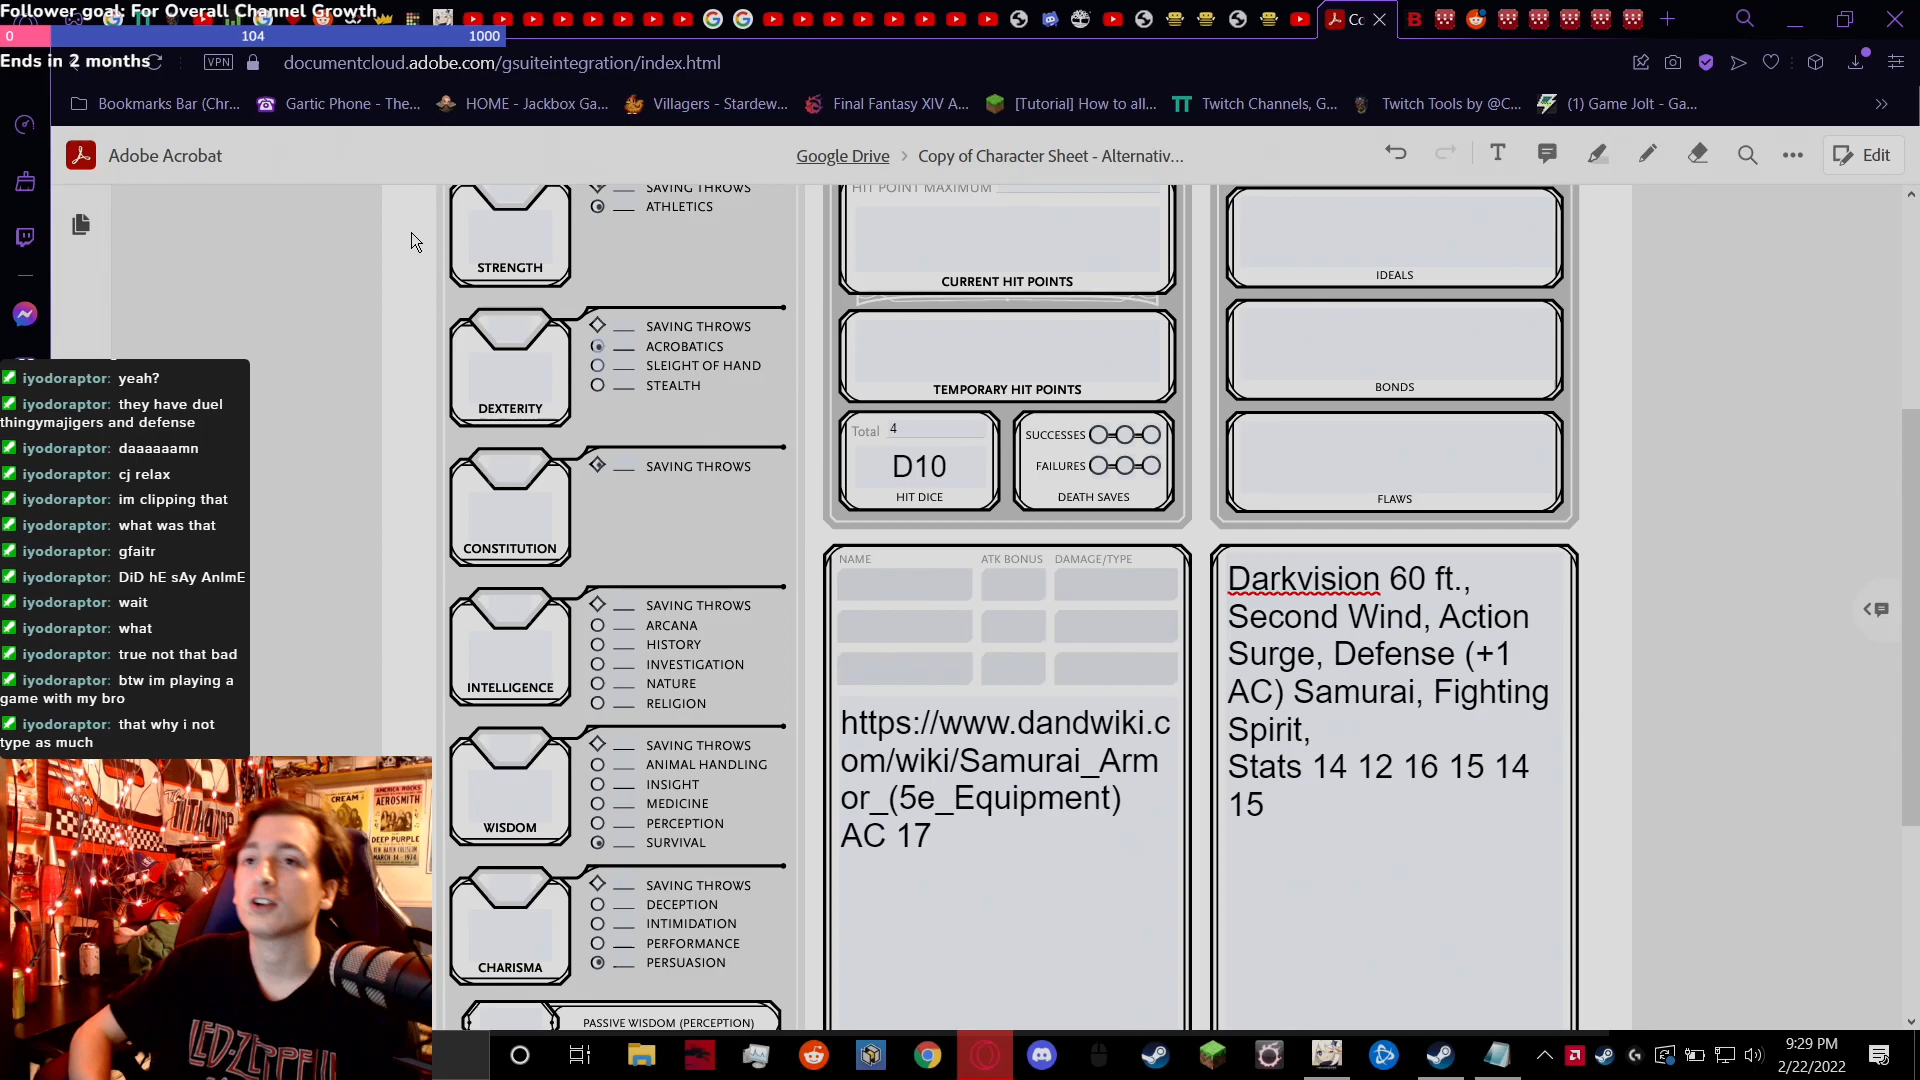 Follower goal: For Overall Channel Growth
0 104 1000
Ends in 2 months
VPN
documentcloud.adobe.com/gsuiteintegration/index.html
Bookmarks Bar (Chr...
Gartic Phone - The...
HOME - Jackbox Ga...
Villagers - Stardew...
Final Fantasy XIV A...
[Tutorial] How to all...
Twitch Channels, G...
Twitch Tools by @C...
(1) Game Jolt - Ga...
Adobe Acrobat
Google Drive > Copy of Character Sheet - Alternativ...
Edit
SAVING THROWS
ATHLETICS
STRENGTH
SAVING THROWS
ACROBATICS
SLEIGHT OF HAND
STEALTH
DEXTERITY
SAVING THROWS
CONSTITUTION
SAVING THROWS
ARCANA
HISTORY
INVESTIGATION
NATURE
RELIGION
INTELLIGENCE
SAVING THROWS
ANIMAL HANDLING
INSIGHT
MEDICINE
PERCEPTION
SURVIVAL
WISDOM
SAVING THROWS
DECEPTION
INTIMIDATION
PERFORMANCE
PERSUASION
CHARISMA
PASSIVE WISDOM (PERCEPTION)
HIT POINT MAXIMUM
CURRENT HIT POINTS
TEMPORARY HIT POINTS
Total 4
D10
HIT DICE
SUCCESSES
FAILURES
DEATH SAVES
IDEALS
BONDS
FLAWS
NAME ATK BONUS DAMAGE/TYPE
https://www.dandwiki.c
om/wiki/Samurai_Arm
or_(5e_Equipment)
AC 17
Darkvision 60 ft.,
Second Wind, Action
Surge, Defense (+1
AC) Samurai, Fighting
Spirit,
Stats 14 12 16 15 14
15
iyodoraptor: yeah?
iyodoraptor: they have duel
thingymajigers and defense
iyodoraptor: daaaaaamn
iyodoraptor: cj relax
iyodoraptor: im clipping that
iyodoraptor: what was that
iyodoraptor: gfaitr
iyodoraptor: DiD hE sAy AnImE
iyodoraptor: wait
iyodoraptor: what
iyodoraptor: true not that bad
iyodoraptor: btw im playing a
game with my bro
iyodoraptor: that why i not
type as much
CREAM
AMERICA ROCKS
AEROSMITH
DEEP PURPLE
LED-ZEPPELIN
9:29 PM
2/22/2022